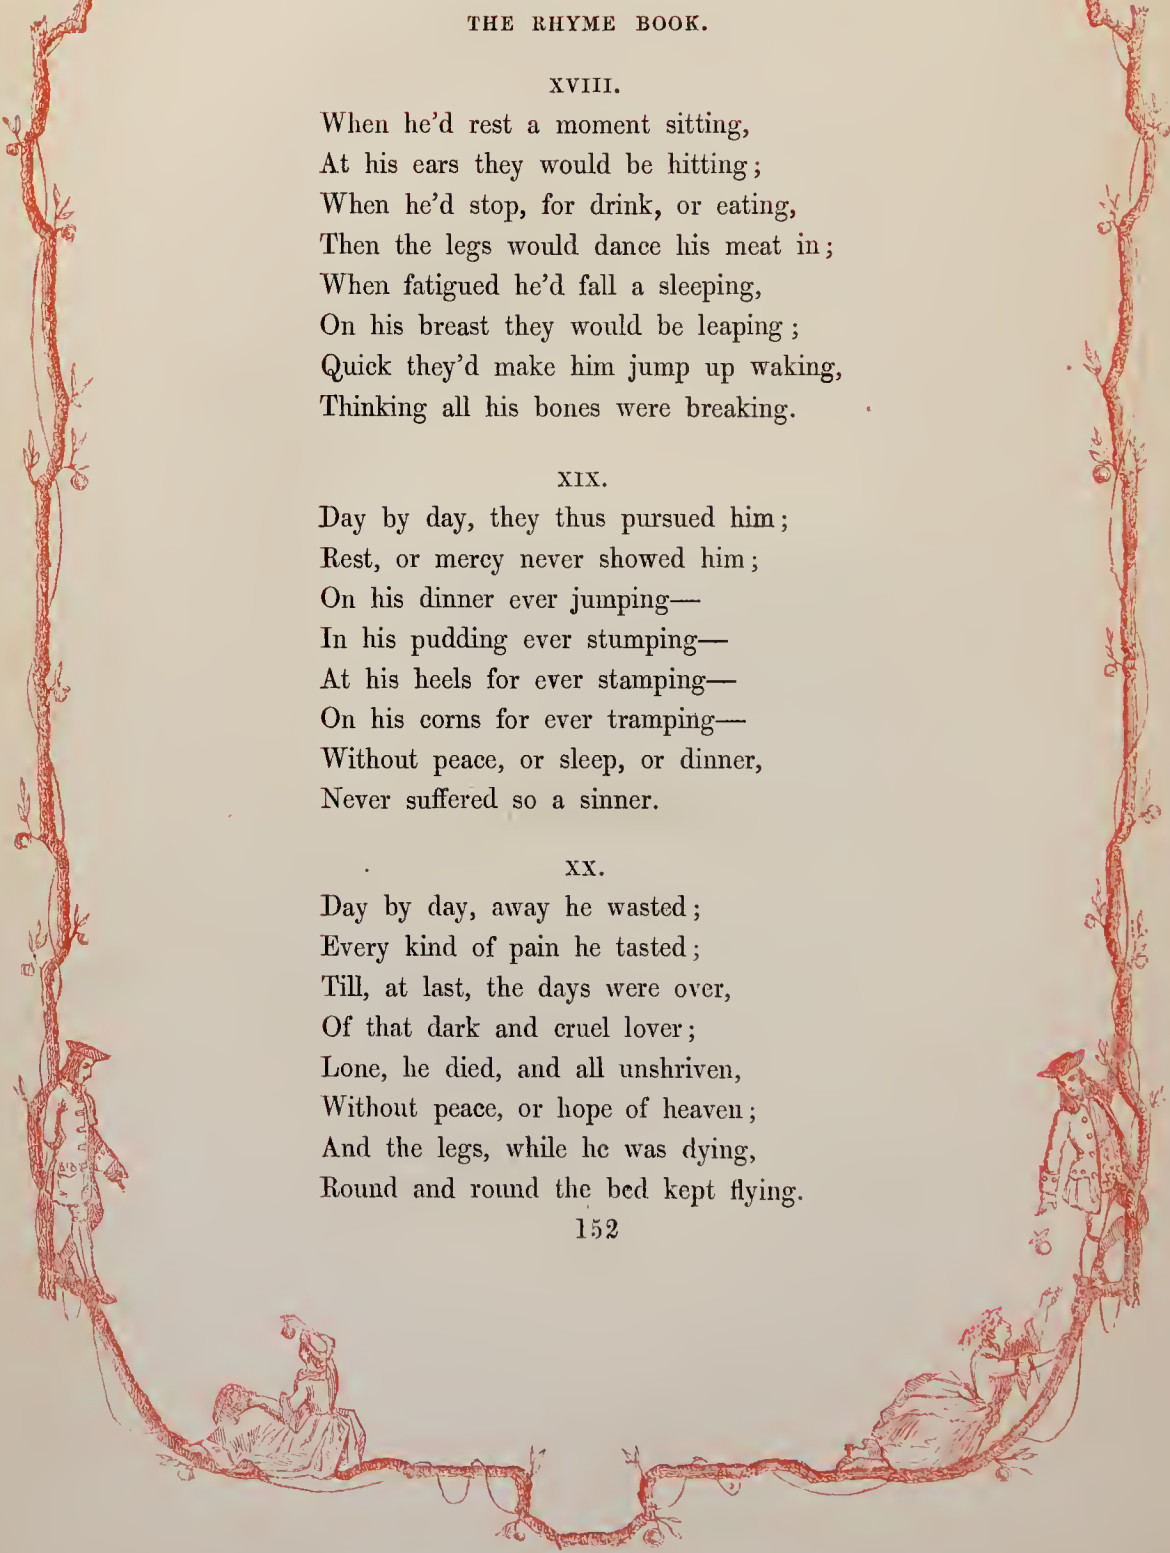 THE RHYME BOOK.
XVIII.
When he'd rest a moment sitting,
At his ears they would be hitting;
When he'd stop, for drink, or eating,
Then the legs would dance his meat in;
When fatigued he'd fall a sleeping,
On his breast they would be leaping;
Quick they'd make him jump up waking,
Thinking all his bones were breaking.
XIX.
Day by day, they thus pursued him;
Rest, or mercy never showed him;
On his dinner ever jumping—
In his pudding ever stumping—
At his heels for ever stamping—
On his corns for ever tramping—
Without peace, or sleep, or dinner,
Never suffered so a sinner.
XX.
Day by day, away he wasted;
Every kind of pain he tasted;
Till, at last, the days were over,
Of that dark and cruel lover;
Lone, he died, and all unshriven,
Without peace, or hope of heaven;
And the legs, while he was dying,
Round and round the bed kept flying.
152